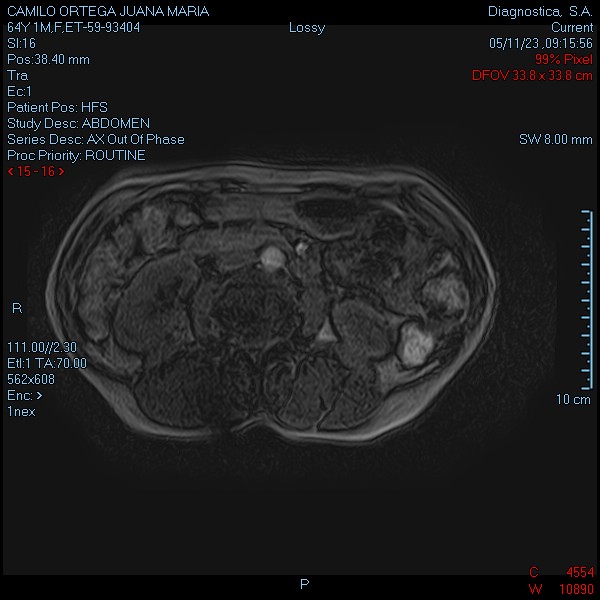 CAMILO ORTEGA JUANA MARIA
64Y 1M,F,ET-59-93404
Sl:16
Pos:38.40 mm
Tra
Ec:1
Patient Pos: HFS
Study Desc: ABDOMEN
Series Desc: AX Out Of Phase
Proc Priority: ROUTINE
< 15 - 16 >
Lossy
Diagnostica, S.A.
Current
05/11/23 ,09:15:56
99% Pixel
DFOV 33.8 x 33.8 cm
SW 8.00 mm
R
111.00//2.30
Etl:1 TA:70.00
562x608
Enc: >
1nex
10 cm
P
C 4554
W 10890